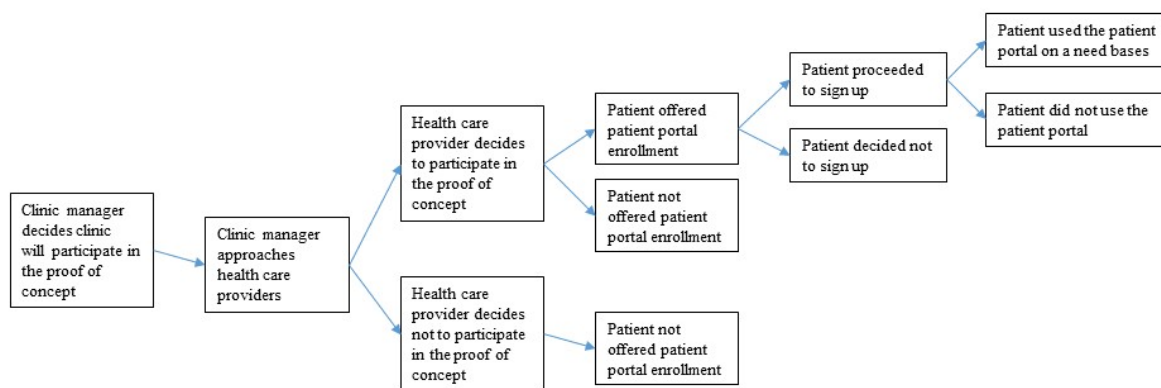 Clinic manager
decides clinic
will participate in
the proof of
concept
Clinic manager
approaches
health care
providers
Health care
provider decides
to participate in
the proof of
concept
Health care
provider decides
not to participate
in the proof of
concept
Patient offered
patient portal
enrollment
Patient not
offered patient
portal enrollment
Patient not
offered patient
portal enrollment
Patient proceeded
to sign up
Patient decided not
to sign up
Patient used the patient
portal on a need bases
Patient did not use the
patient portal